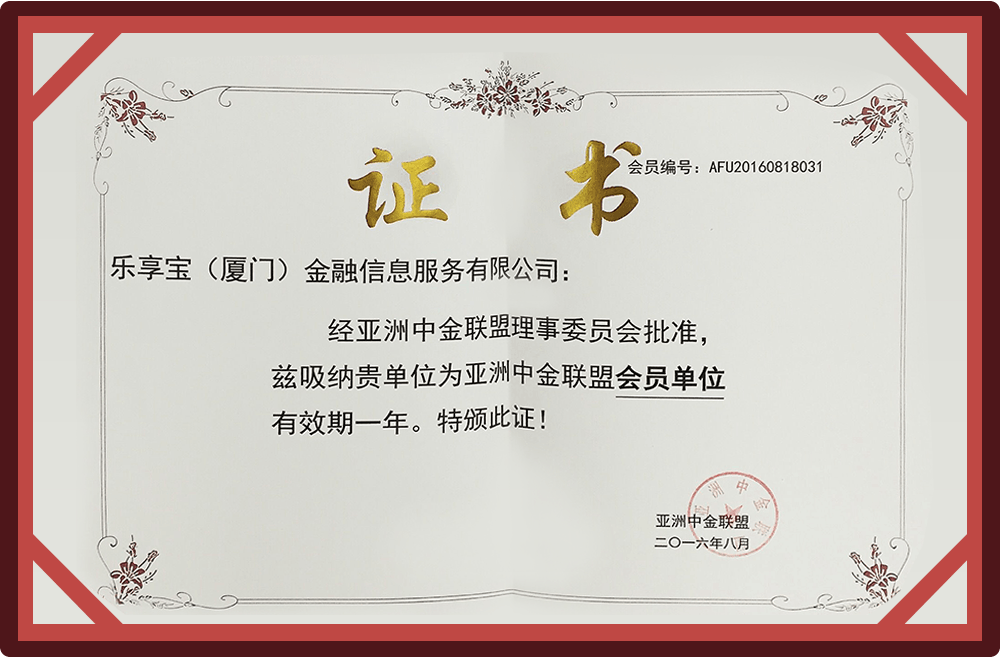 证书
会员编号：AFU20160818031
乐享宝（厦门）金融信息服务有限公司：
经亚洲中金联盟理事委员会批准，
兹吸纳贵单位为亚洲中金联盟会员单位
有效期一年。特颁此证！
亚洲中金联盟
亚洲中金联盟
二〇一六年八月